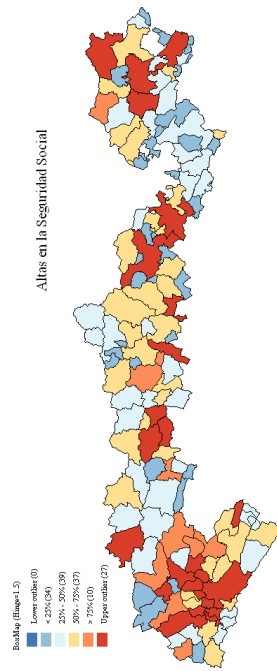 Altas en la Seguridad Social
BoxMap (Hinge=1.5)
Lower outlier (0)
< 25% (34)
25% - 50% (39)
50% - 75% (37)
> 75% (10)
Upper outlier (27)